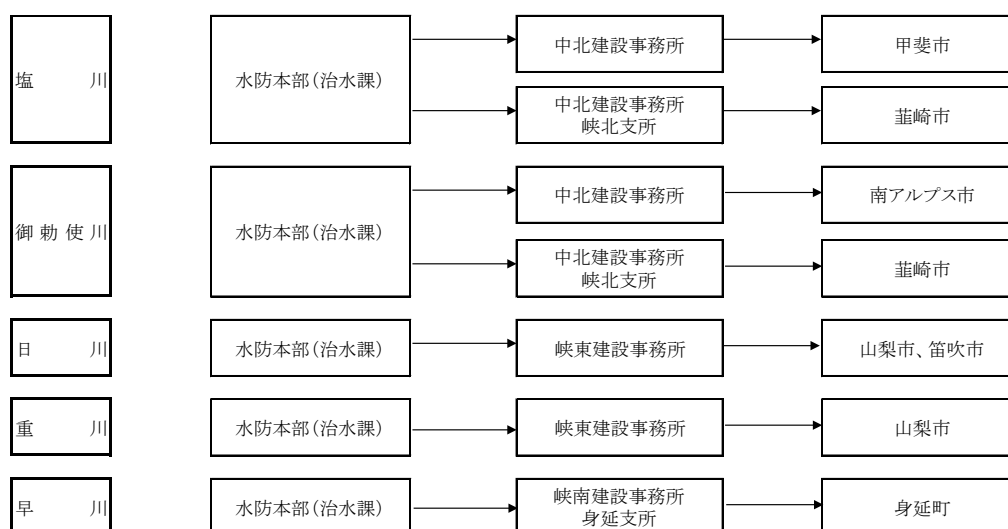 塩川
水防本部(治水課)
中北建設事務所
甲斐市
中北建設事務所
峡北支所
韮崎市
御勅使川
水防本部(治水課)
中北建設事務所
南アルプス市
中北建設事務所
峡北支所
韮崎市
日川
水防本部(治水課)
峡東建設事務所
山梨市、笛吹市
重川
水防本部(治水課)
峡東建設事務所
山梨市
早川
水防本部(治水課)
峡南建設事務所
身延支所
身延町